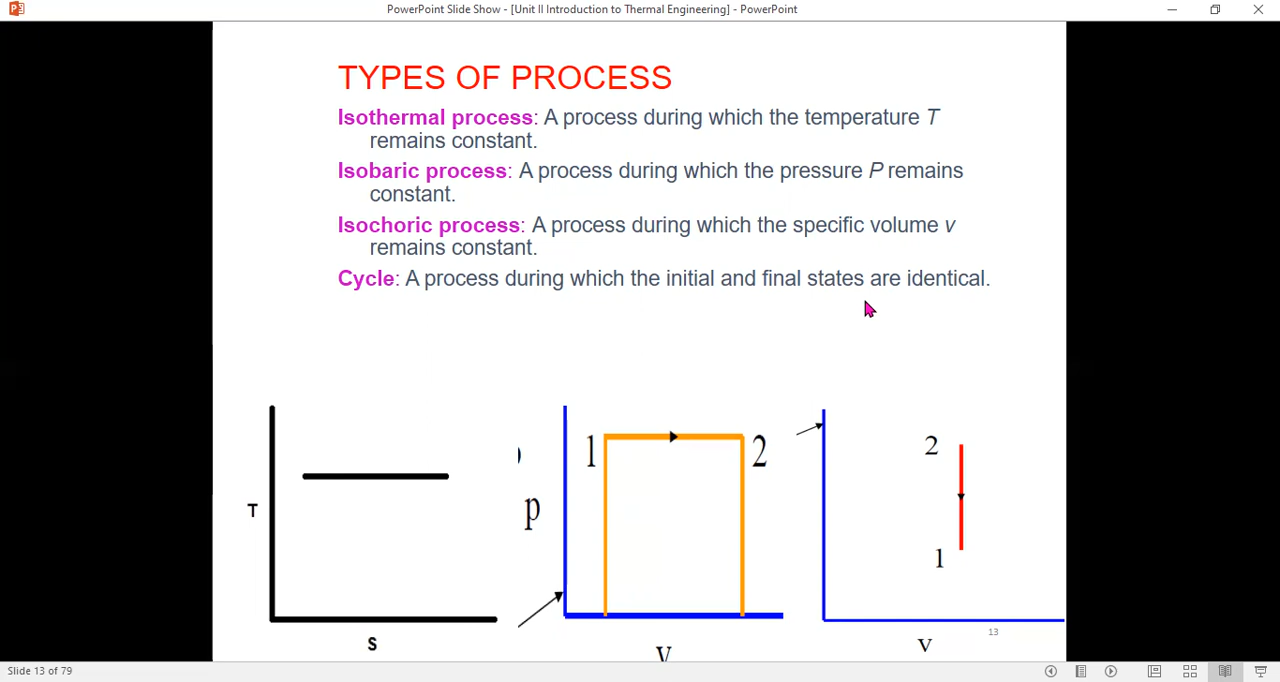 PowerPoint Slide Show - [Unit II Introduction to Thermal Engineering] - PowerPoint
TYPES OF PROCESS
Isothermal process: A process during which the temperature T
remains constant.
Isobaric process: A process during which the pressure P remains
constant.
Isochoric process: A process during which the specific volume v
remains constant.
Cycle: A process during which the initial and final states are identical.
T
S
p
1
2
V
2
1
V
13
Slide 13 of 79